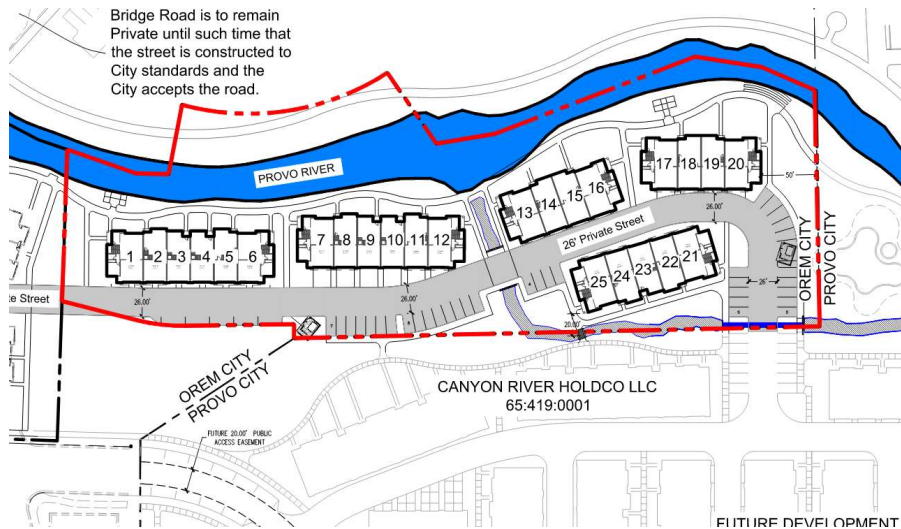 Bridge Road is to remain
Private until such time that
the street is constructed to
City standards and the
City accepts the road.
PROVO RIVER
17 18 19 20
50'
13 14 15 16
26.00'
26' Private Street
1 2 3 4 5 6
7 8 9 10 11 12
25 24 23 22 21
OREM CITY
PROVO CITY
26'
te Street
26.00'
26.00'
20.00'
OREM CITY
PROVO CITY
CANYON RIVER HOLDCO LLC
65:419:0001
FUTURE 20.00' PUBLIC
ACCESS EASEMENT
FUTURE DEVELOPMENT